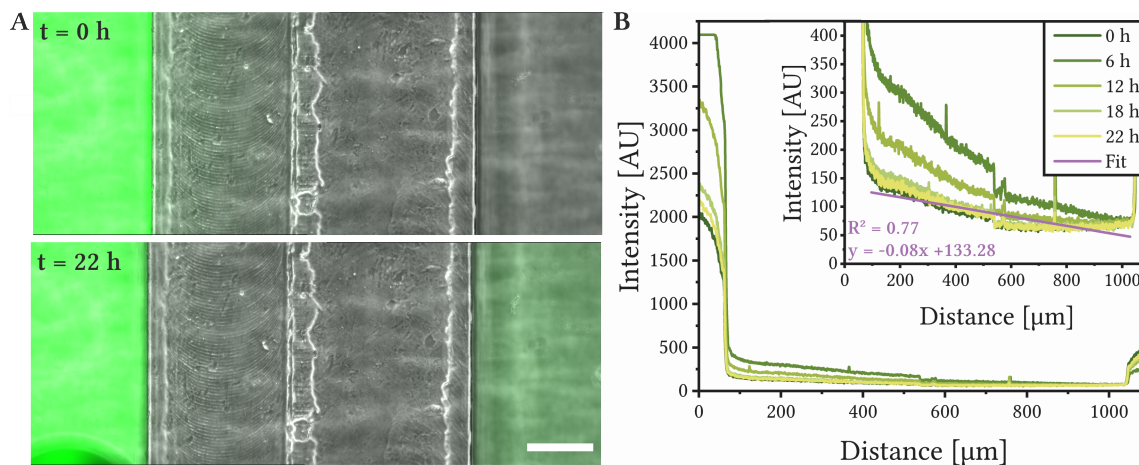 A
t = 0 h
t = 22 h
B
Intensity [AU]
4000
3500
3000
2500
2000
1500
1000
500
0
0 200 400 600 800 1000
Distance [µm]
Intensity [AU]
400
350
300
250
200
150
100
50
0
0 200 400 600 800 1000
Distance [µm]
R² = 0.77
y = -0.08x +133.28
0 h
6 h
12 h
18 h
22 h
Fit